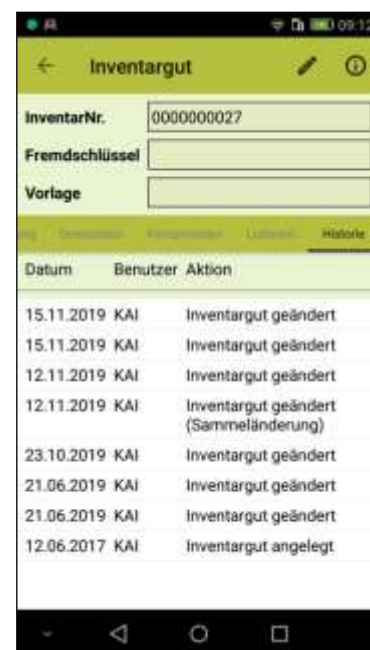 09:12
Inventargut
InventarNr. 0000000027
Fremdschlüssel
Vorlage
Historie
Datum Benutzer Aktion
15.11.2019 KAI Inventargut geändert
15.11.2019 KAI Inventargut geändert
12.11.2019 KAI Inventargut geändert
12.11.2019 KAI Inventargut geändert
(Sammeländerung)
23.10.2019 KAI Inventargut geändert
21.06.2019 KAI Inventargut geändert
21.06.2019 KAI Inventargut geändert
12.06.2017 KAI Inventargut angelegt